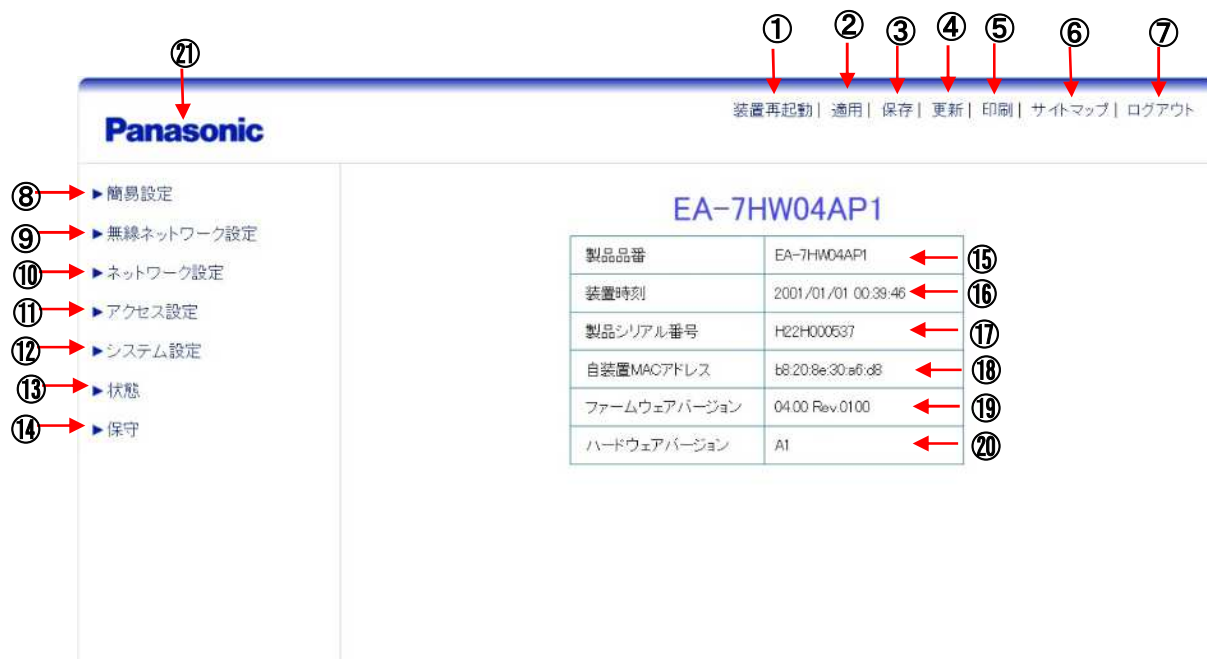 ① ② ③ ④ ⑤ ⑥ ⑦
㉑
装置再起動| 適用| 保存| 更新| 印刷| サイトマップ| ログアウト
Panasonic
⑧ ▶簡易設定
⑨ ▶無線ネットワーク設定
⑩ ▶ネットワーク設定
⑪ ▶アクセス設定
⑫ ▶システム設定
⑬ ▶状態
⑭ ▶保守
EA-7HW04AP1
製品品番 EA-7HW04AP1 ⑮
装置時刻 2001/01/01 00:39:46 ⑯
製品シリアル番号 H22H000537 ⑰
自装置MACアドレス b8:20:8e:30:a6:d8 ⑱
ファームウェアバージョン 04.00 Rev.0100 ⑲
ハードウェアバージョン A1 ⑳